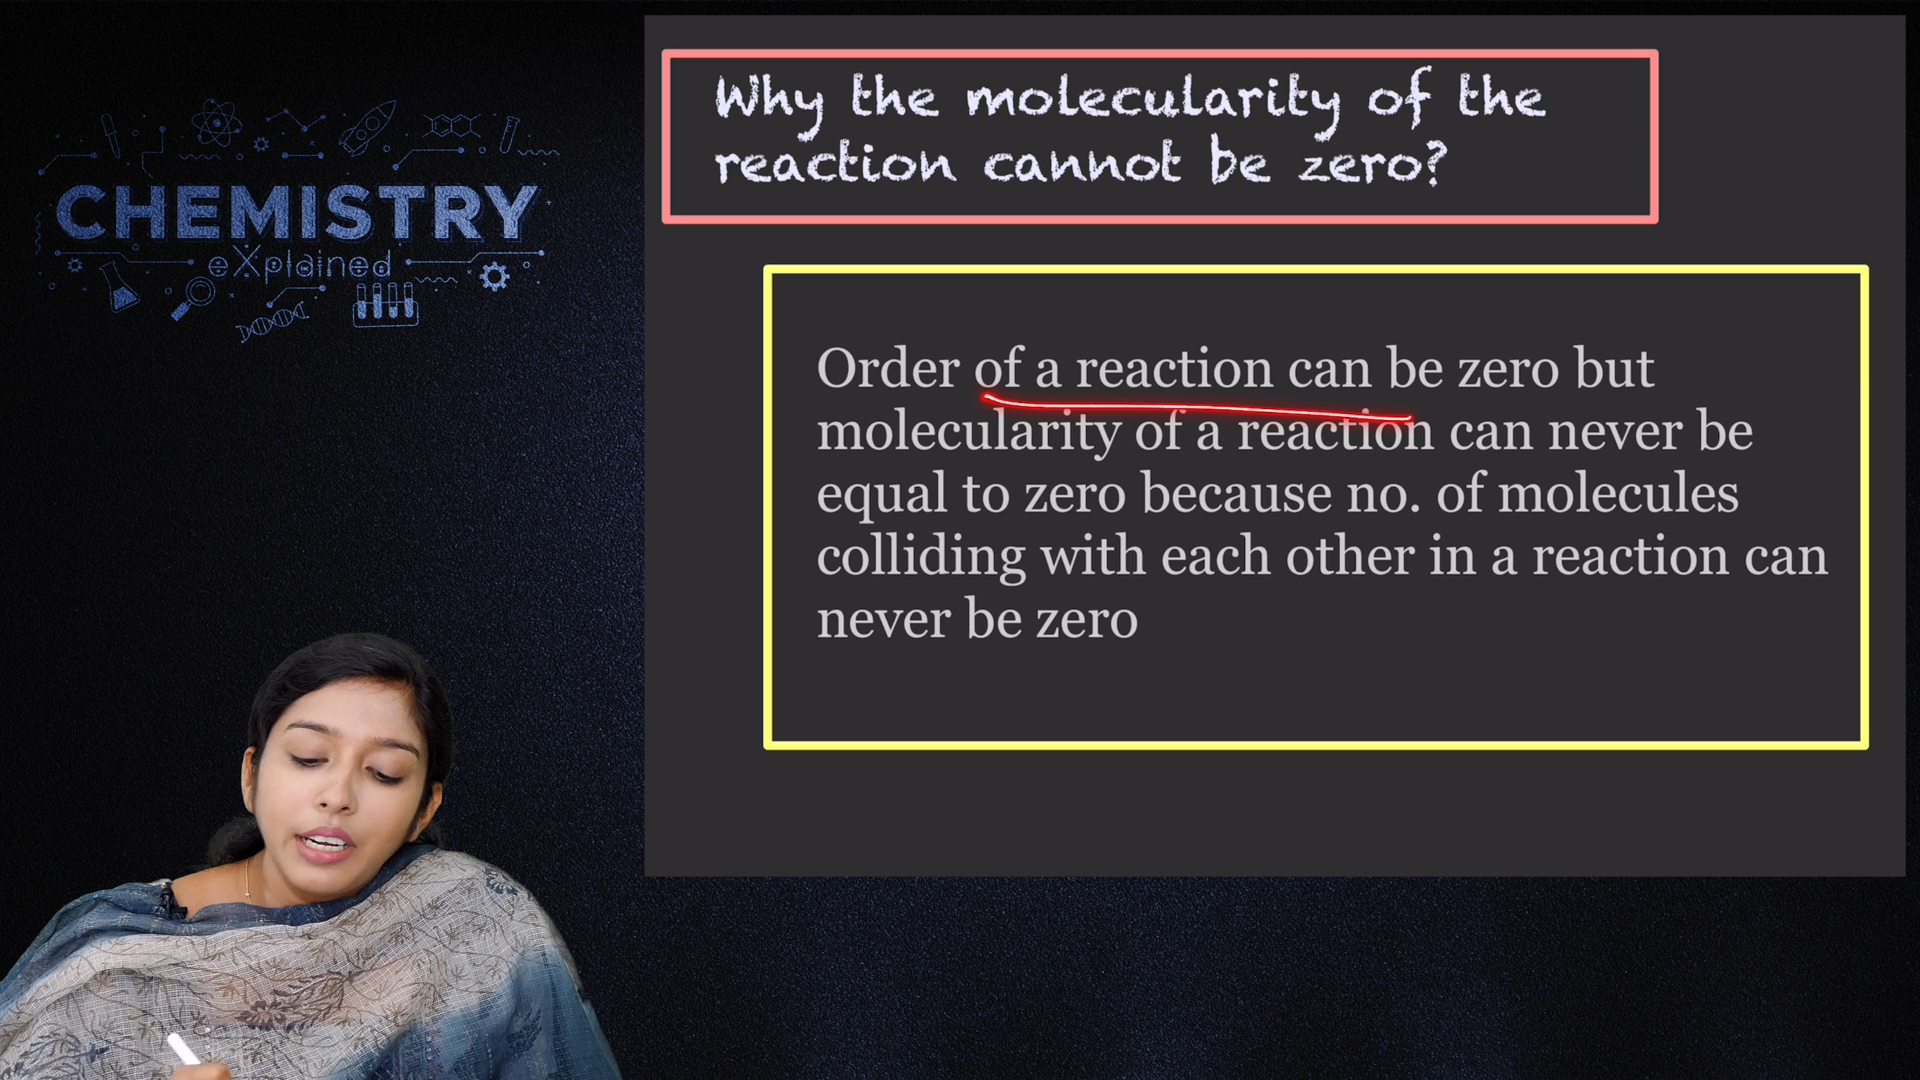 CHEMISTRY
eXplained
Why the molecularity of the
reaction cannot be zero?
Order of a reaction can be zero but
molecularity of a reaction can never be
equal to zero because no. of molecules
colliding with each other in a reaction can
never be zero